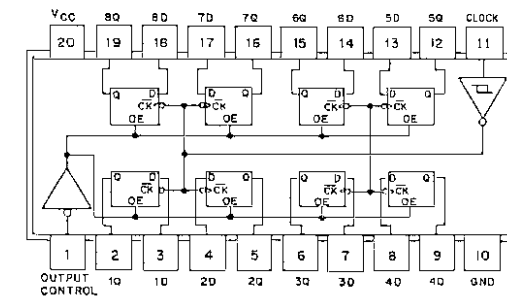 VCC 8Q 8D 7D 7Q 6Q 6D 5D 5Q CLOCK
20 19 18 17 16 15 14 13 12 11
Q D D Q Q D D Q
CK CK CK CK
OE OE OE OE
Q D D Q Q D D Q
CK CK CK CK
OE OE OE OE
1 2 3 4 5 6 7 8 9 10
OUTPUT CONTROL 1Q 1D 2D 2Q 3Q 3D 4D 4Q GND